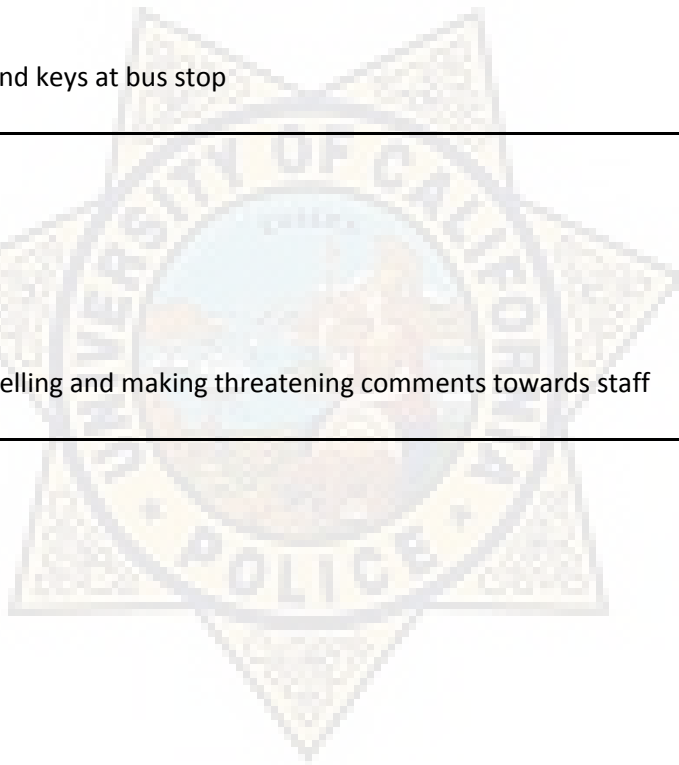 nd keys at bus stop
elling and making threatening comments towards staff
UNIVERSITY OF CALIFORNIA
POLICE